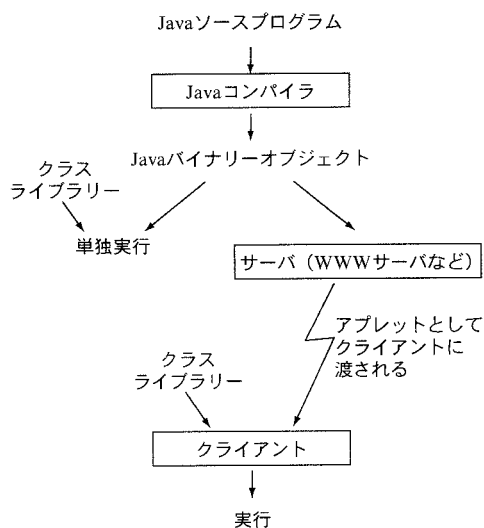 Javaソースプログラム
Javaコンパイラ
Javaバイナリーオブジェクト
クラス
ライブラリー
単独実行
サーバ（WWWサーバなど）
アプレットとして
クライアントに
渡される
クラス
ライブラリー
クライアント
実行